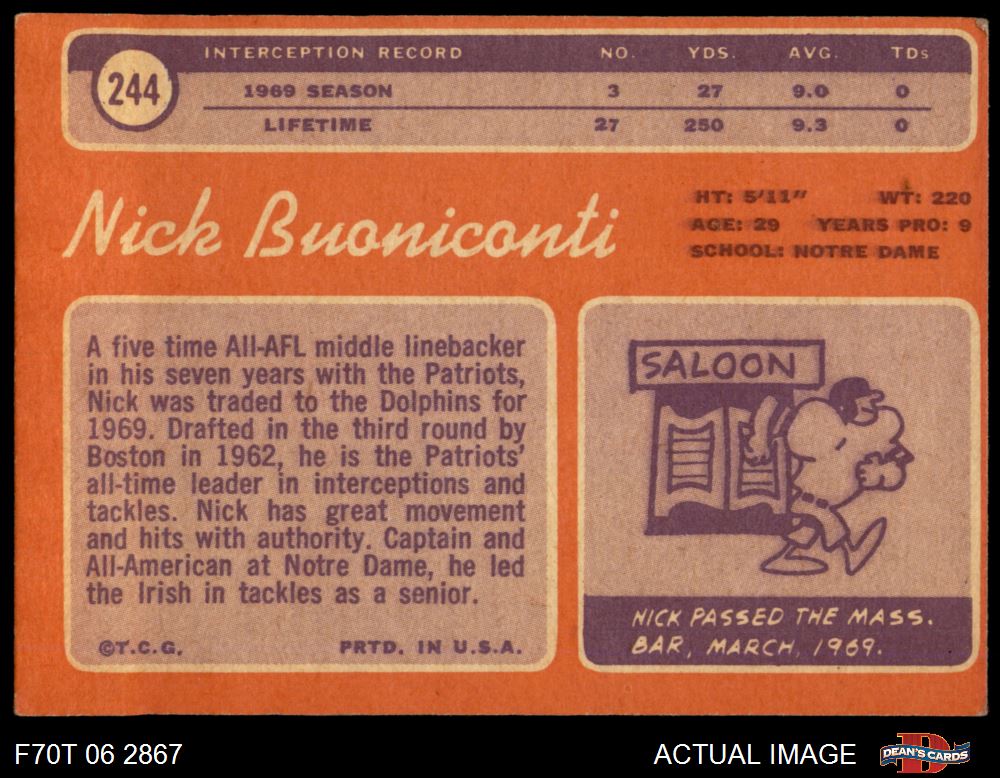 244
INTERCEPTION RECORD NO. YDS. AVG. TDs
1969 SEASON 3 27 9.0 0
LIFETIME 27 250 9.3 0
Nick Buoniconti
HT: 5'11" WT: 220
AGE: 29 YEARS PRO: 9
SCHOOL: NOTRE DAME
A five time All-AFL middle linebacker
in his seven years with the Patriots,
Nick was traded to the Dolphins for
1969. Drafted in the third round by
Boston in 1962, he is the Patriots'
all-time leader in interceptions and
tackles. Nick has great movement
and hits with authority. Captain and
All-American at Notre Dame, he led
the Irish in tackles as a senior.
©T.C.G. PRTD. IN U.S.A.
SALOON
NICK PASSED THE MASS.
BAR, MARCH, 1969.
F70T 06 2867
ACTUAL IMAGE
D
DEAN'S CARDS